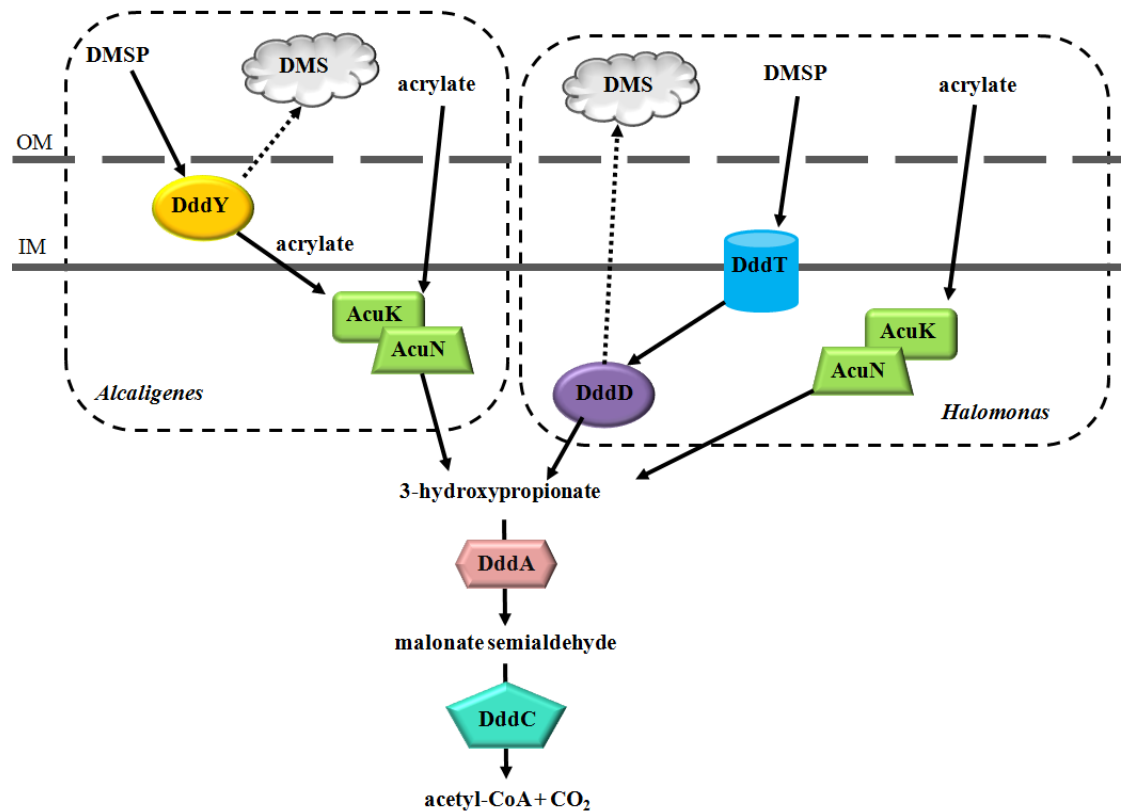 DMSP
DMS
acrylate
DMS
DMSP
acrylate
OM
DddY
IM
acrylate
DddT
AcuK
AcuN
AcuK
AcuN
Alcaligenes
DddD
Halomonas
3-hydroxypropionate
DddA
malonate semialdehyde
DddC
acetyl-CoA + CO₂